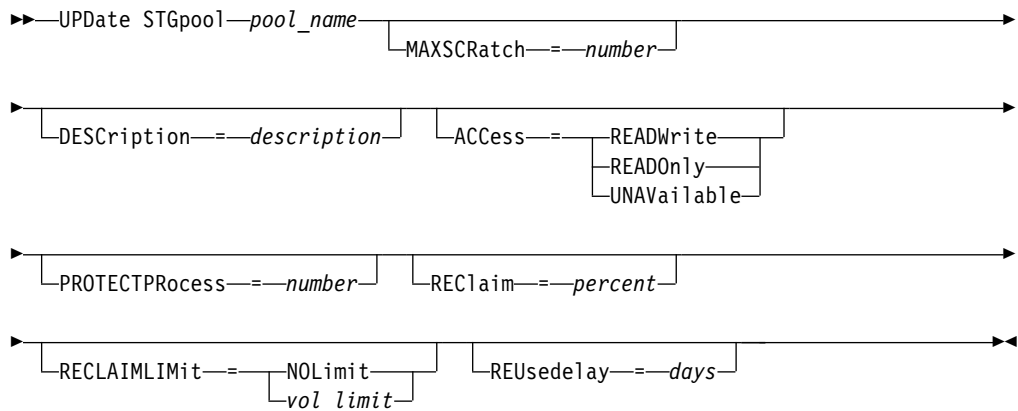 UPDate STGpool pool_name
MAXSCRatch = number
DESCription = description ACCess = READWrite
READOnly
UNAVailable
PROTECTPRocess = number REClaim = percent
RECLAIMLIMit = NOLimit REUsedelay = days
vol limit